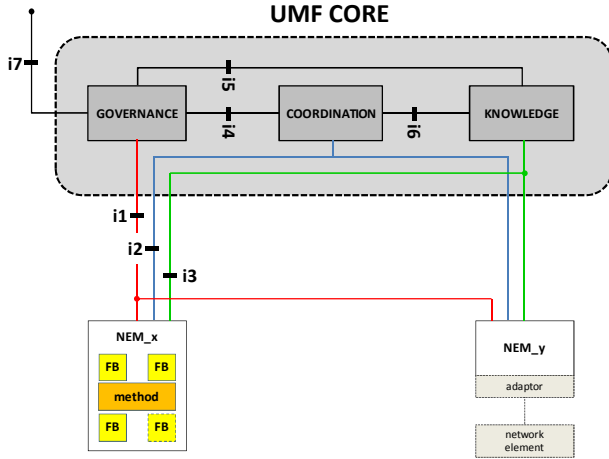 UMF CORE
i7
i5
GOVERNANCE
COORDINATION
KNOWLEDGE
i4
i6
i1
i2
i3
NEM_x
FB
FB
method
FB
FB
NEM_y
adaptor
network
element